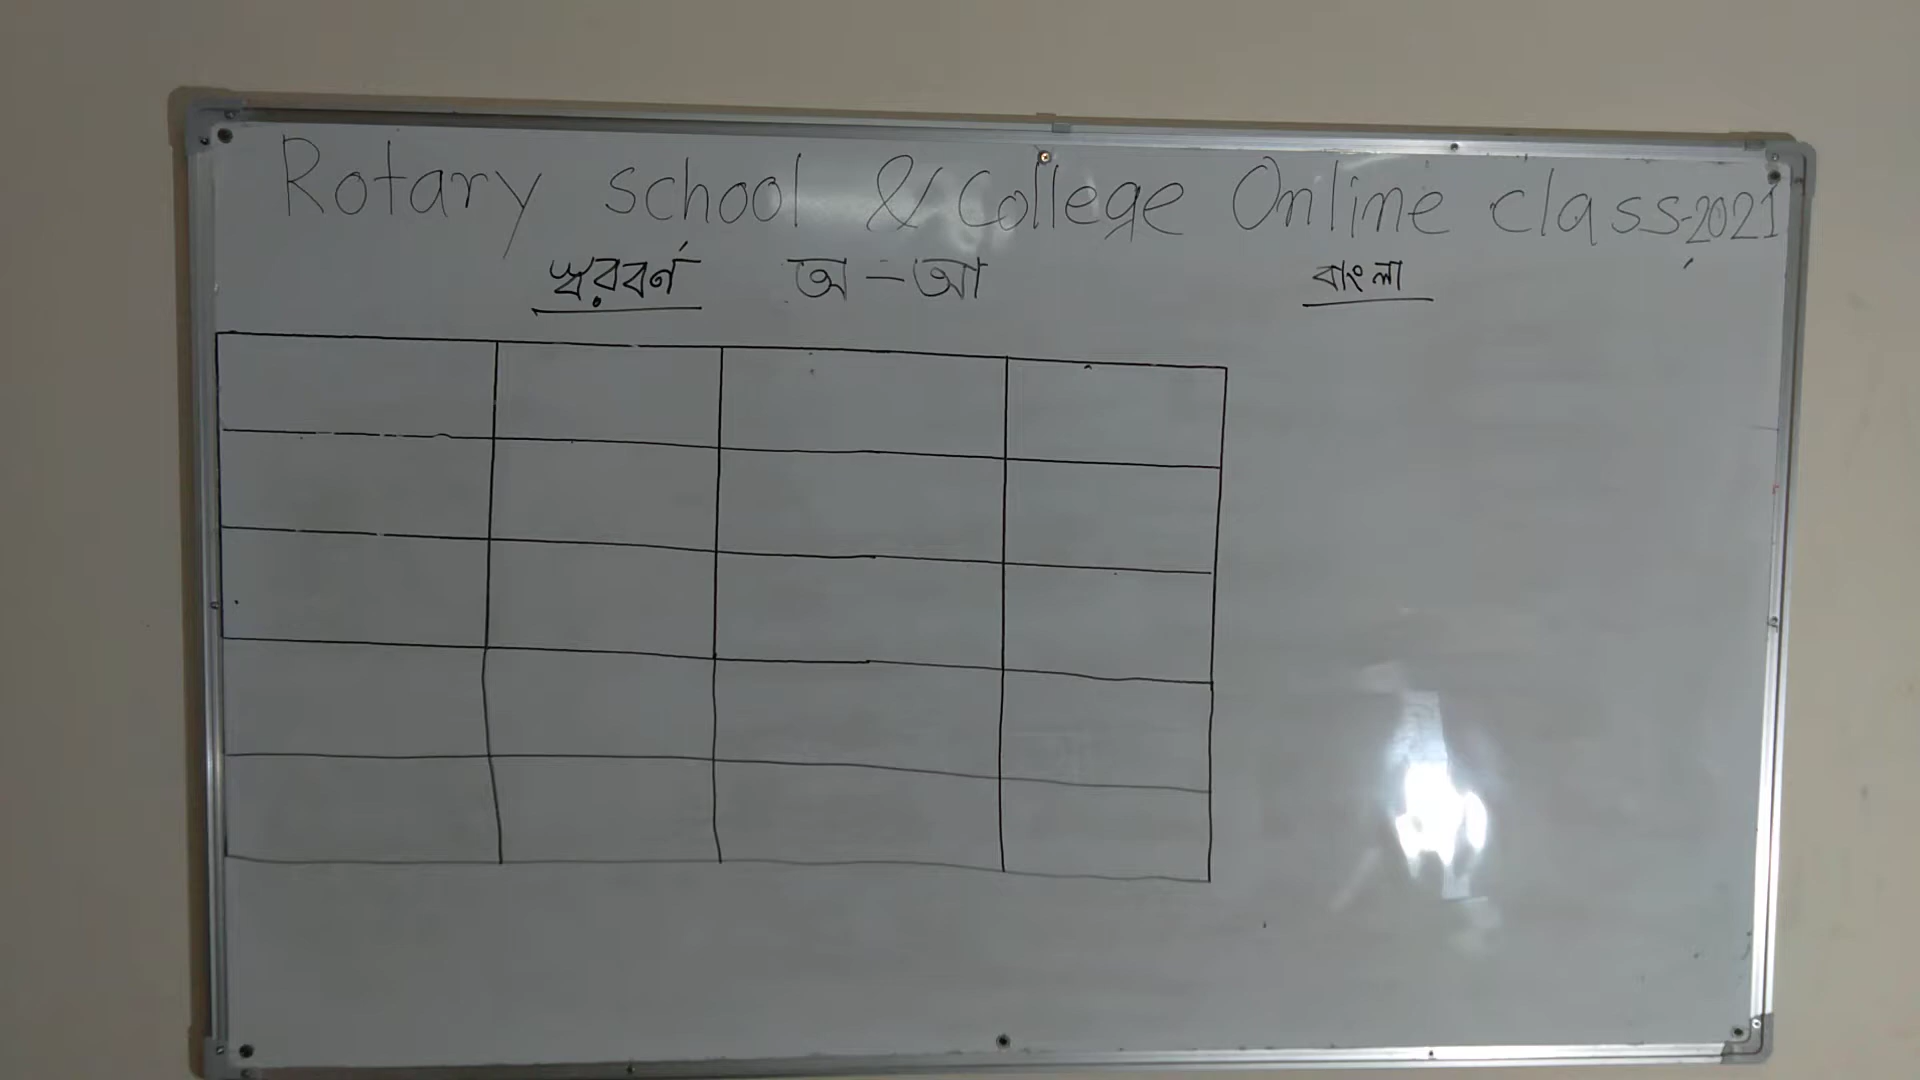 Rotary school & College Online class-2021
স্বরবর্ণ অ - আ বাংলা